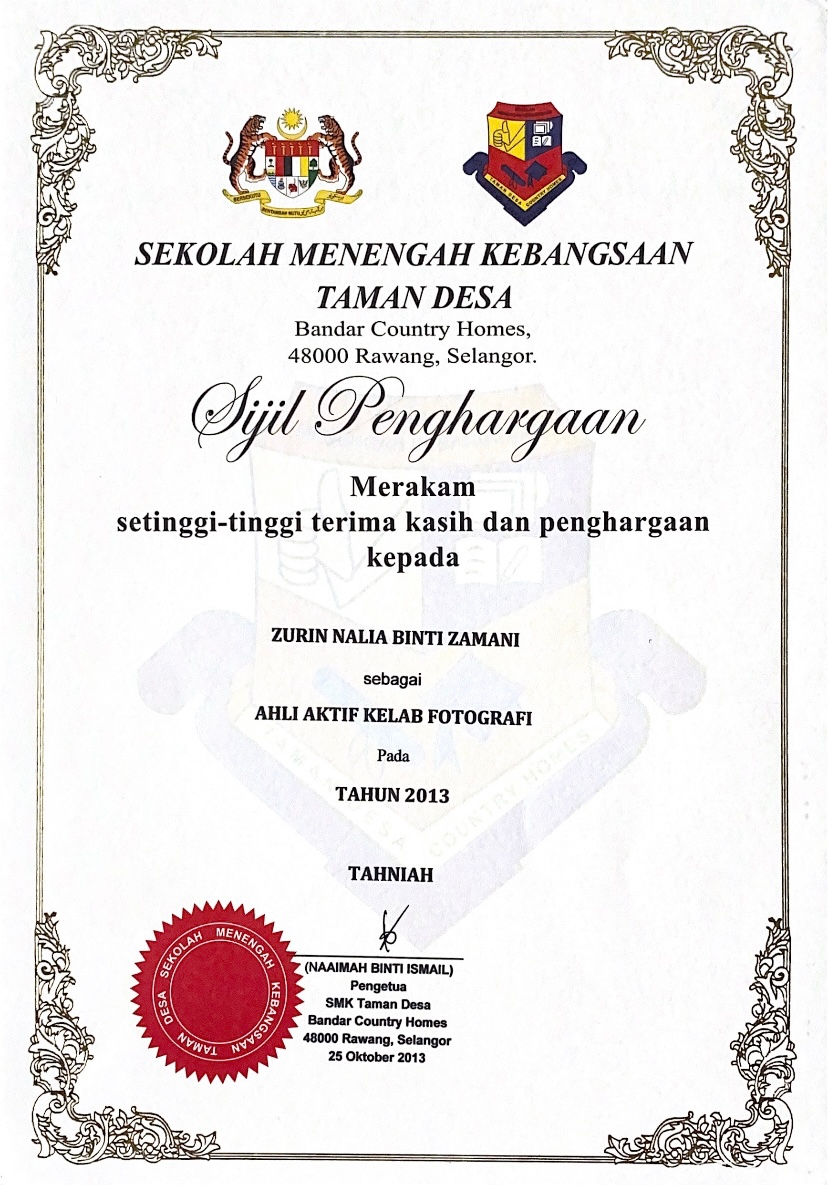 BERSEKUTU BERTAMBAH MUTU
TAMAN DESA COUNTRY HOMES
SEKOLAH MENENGAH KEBANGSAAN
TAMAN DESA
Bandar Country Homes,
48000 Rawang, Selangor.
Sijil Penghargaan
Merakam
setinggi-tinggi terima kasih dan penghargaan
kepada
ZURIN NALIA BINTI ZAMANI
sebagai
AHLI AKTIF KELAB FOTOGRAFI
Pada
TAHUN 2013
TAHNIAH
(NAAIMAH BINTI ISMAIL)
Pengetua
SMK Taman Desa
Bandar Country Homes
48000 Rawang, Selangor
25 Oktober 2013
SEKOLAH MENENGAH KEBANGSAAN TAMAN DESA